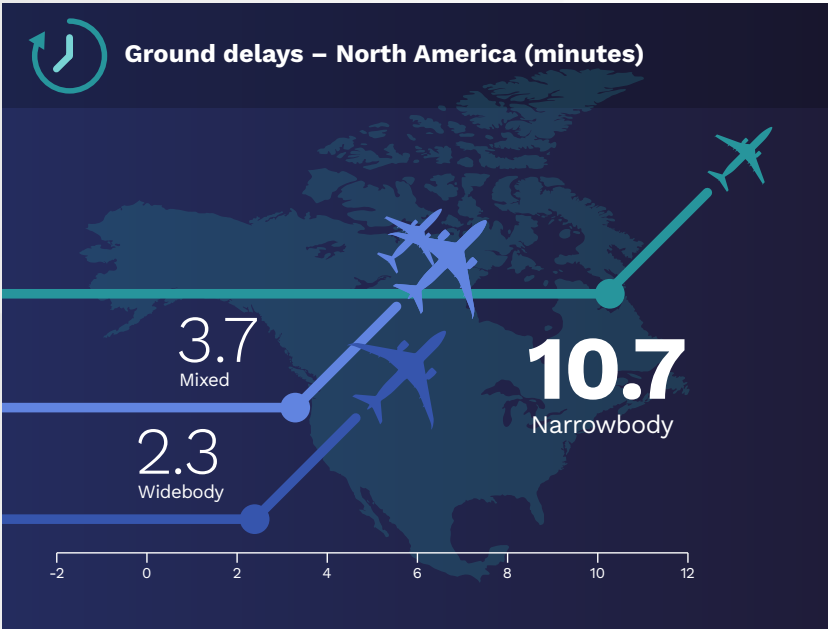 Ground delays – North America (minutes)
3.7
Mixed
10.7
Narrowbody
2.3
Widebody
-2 0 2 4 6 8 10 12